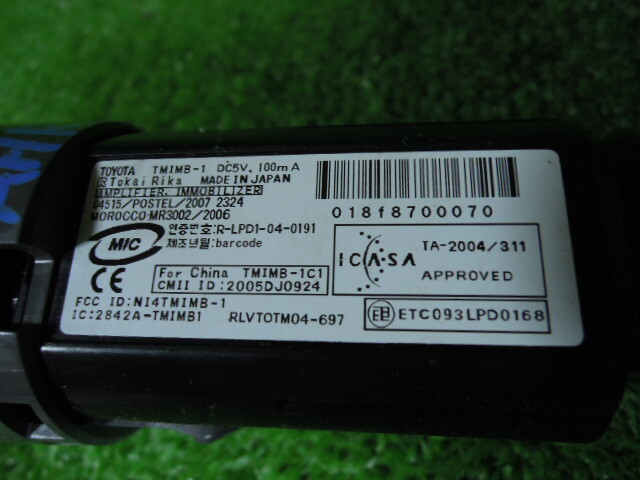 TOYOTA TMIMB-1 DC5V, 100mA
Tokai Rika MADE IN JAPAN
AMPLIFIER, IMMOBILIZER
04515/POSTEL/2007 2324
MOROCCO:MR3002/2006
인증번호:R-LPD1-04-0191
MIC 제조년월:barcode
CE
For China TMIMB-1C1
CMII ID:2005DJ0924
FCC ID:NI4TMIMB-1
IC:2842A-TMIMB1 RLVTOTM04-697
018f8700070
ICASA
TA-2004/311
APPROVED
ETC093LPD0168